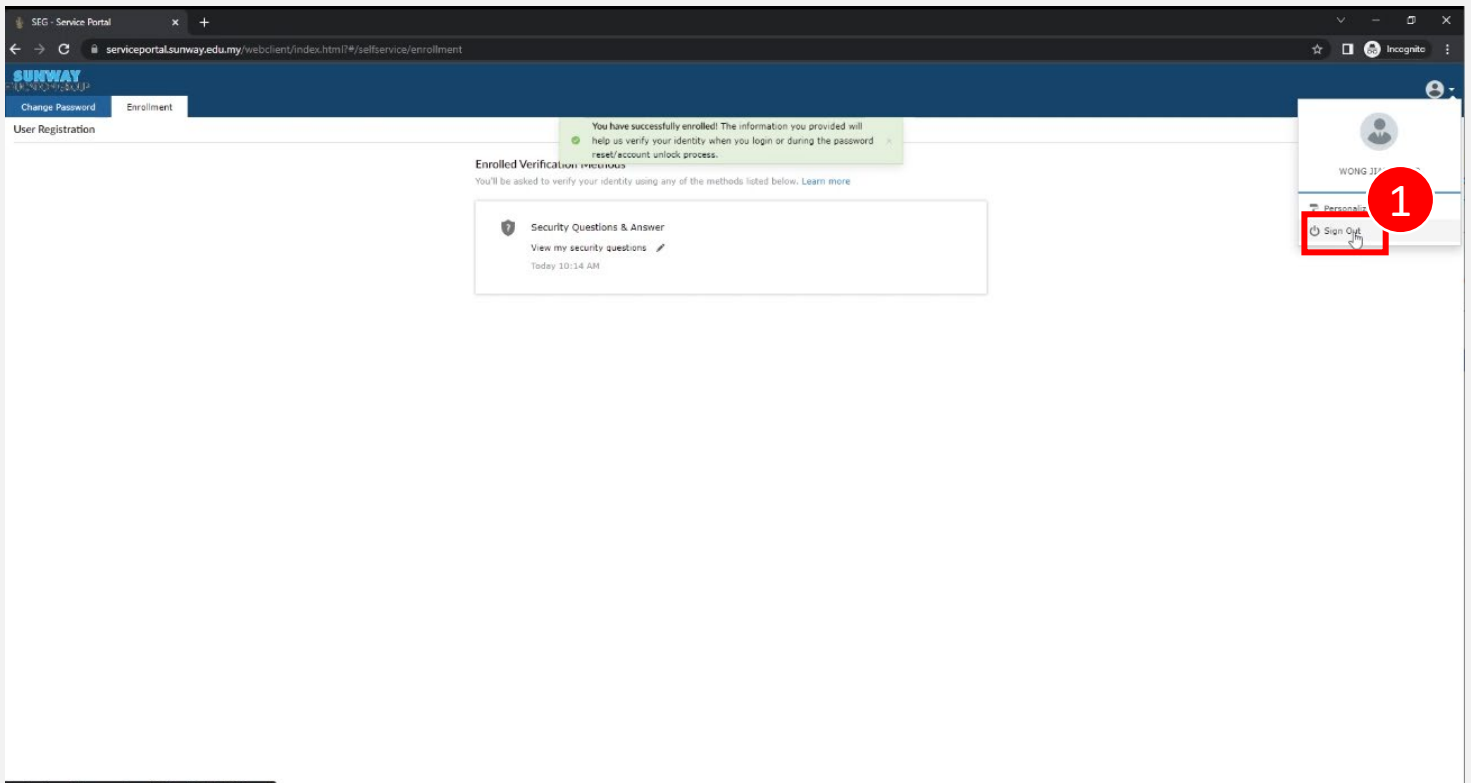 SEG - Service Portal
serviceportal.sunway.edu.my/webclient/index.html?#/selfservice/enrollment
Incognito
SUNWAY
Change Password
Enrollment
User Registration
You have successfully enrolled! The information you provided will
help us verify your identity when you login or during the password
reset/account unlock process.
Enrolled Verification Methods
You'll be asked to verify your identity using any of the methods listed below. Learn more
Security Questions & Answer
View my security questions
Today 10:14 AM
WONG
1
Sign Out